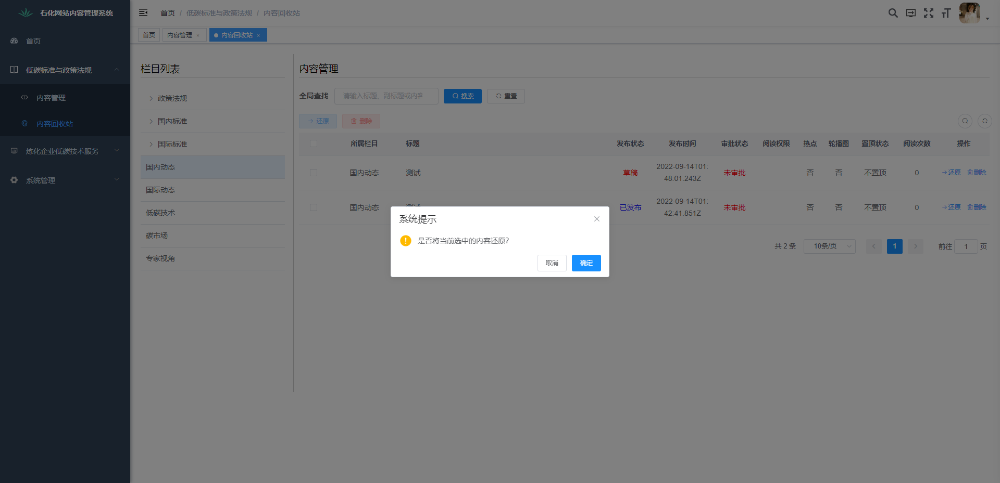 石化网站内容管理系统
首页 / 低碳标准与政策法规 / 内容回收站
首页
内容管理 ×
内容回收站 ×
首页
低碳标准与政策法规
内容管理
内容回收站
炼化企业低碳技术服务
系统管理
栏目列表
政策法规
国内标准
国际标准
国内动态
国际动态
低碳技术
碳市场
专家视角
内容管理
全局查找 请输入标题、副标题或内容 搜索 重置
还原 删除
所属栏目 标题 发布状态 发布时间 审批状态 阅读权限 热点 轮播图 置顶状态 阅读次数 操作
国内动态 测试 草稿 2022-09-14T01:
48:01.243Z 未审批 否 否 不置顶 0 还原 删除
国内动态 测试 已发布 2022-09-14T01:
42:41.851Z 未审批 否 否 不置顶 0 还原 删除
共 2 条 10条/页 1 前往 1 页
系统提示
是否将当前选中的内容还原?
取消 确定